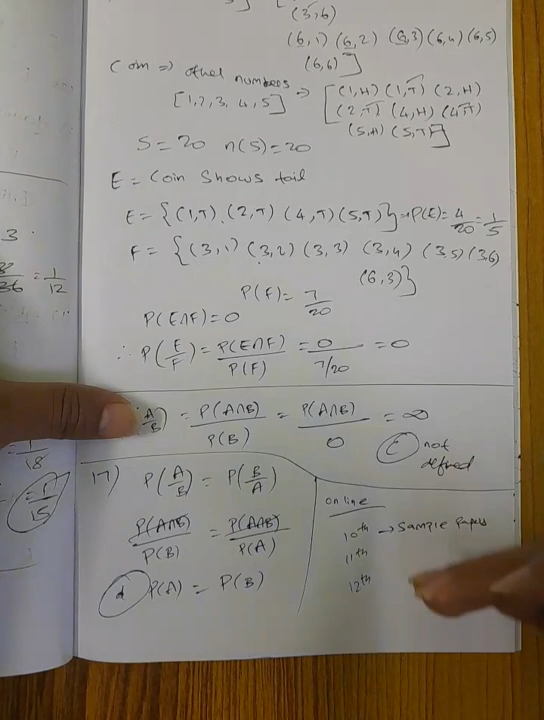 (3,6)
(6,1) (6,2) (6,3) (6,4) (6,5)
(6,6)]
Coin => other numbers => [(1,H) (1,T) (2,H)
[1,2,3,4,5] (2,T) (4,H) (4,T)
(5,H) (5,T)]
S = 20 n(S) = 20
E = Coin Shows tail
E = {(1,T), (2,T) (4,T) (5,T)} → P(E) = 4/20 = 1/5
F = {(3,1) (3,2) (3,3) (3,4) (3,5) (3,6)
(6,3)}
P(F) = 7/20
P(E∩F) = 0
∴ P(E/F) = P(E∩F)/P(F) = 0/7/20 = 0
A/B) = P(A∩B)/P(B) = P(A∩B)/0 = ∞
C not
defined
17) P(A/B) = P(B/A)
P(A∩B)/P(B) = P(A∩B)/P(A)
d P(A) = P(B)
online
10th → Sample Papers
11th
12th
3.
36 = 1/12
1/18
= 1/15